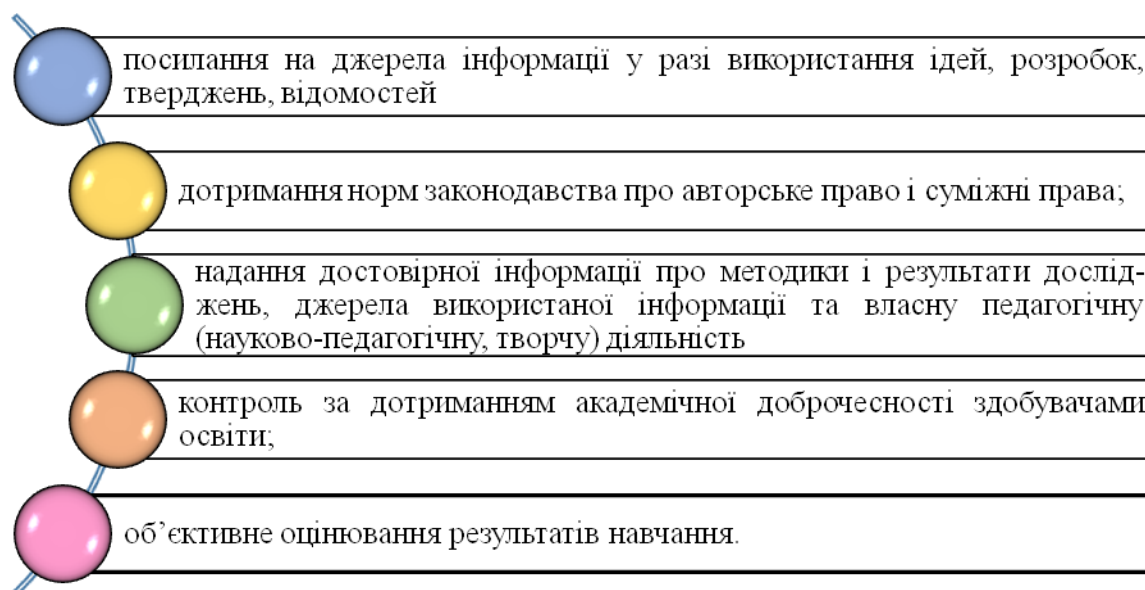 посилання на джерела інформації у разі використання ідей, розробок,
тверджень, відомостей
дотримання норм законодавства про авторське право і суміжні права;
надання достовірної інформації про методики і результати дослід-
жень, джерела використаної інформації та власну педагогічну
(науково-педагогічну, творчу) діяльність
контроль за дотриманням академічної доброчесності здобувачами
освіти;
об’єктивне оцінювання результатів навчання.